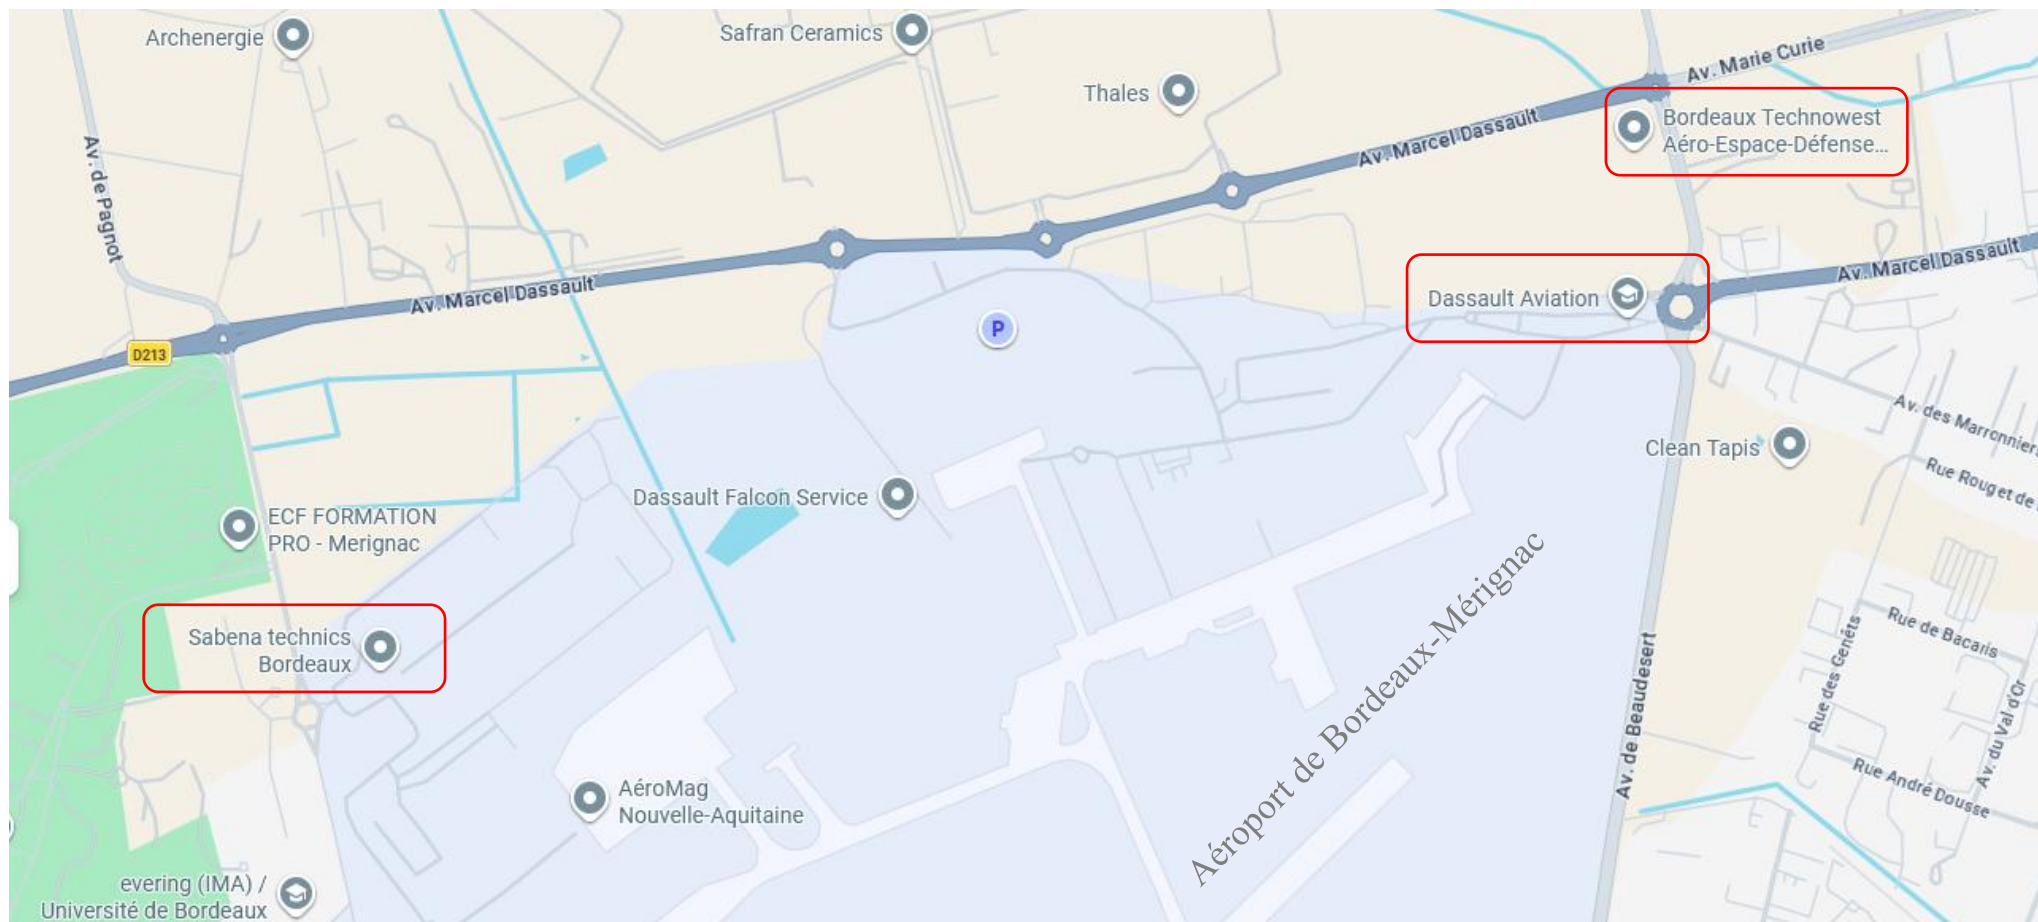 Archenergie
Safran Ceramics
Thales
Av. Marie Curie
Bordeaux Technowest
Aéro-Espace-Défense...
Av. Marcel Dassault
Av. de Pagnot
Av. Marcel Dassault
Av. Marcel Dassault
Dassault Aviation
P
D213
Av. des Marronniers
Clean Tapis
Rue Rouget de
Dassault Falcon Service
ECF FORMATION
PRO - Merignac
Aéroport de Bordeaux-Mérignac
Sabena technics
Bordeaux
Rue de Bacaris
Rue des Genêts
Av. de Beaudesert
Av. du Val d'Or
Rue André Dousse
AéroMag
Nouvelle-Aquitaine
evering (IMA) /
Université de Bordeaux